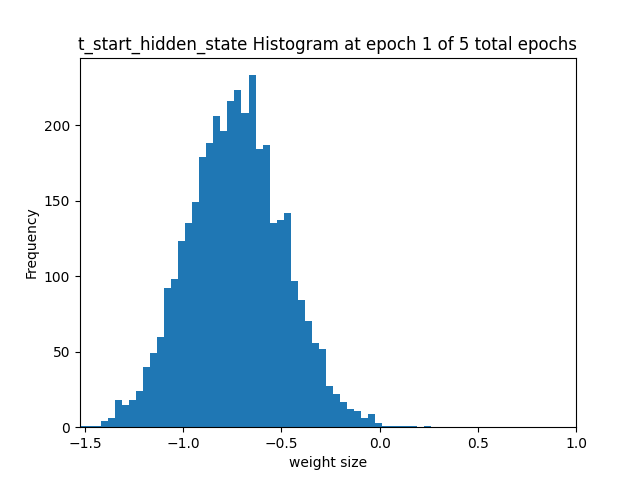 t_start_hidden_state Histogram at epoch 1 of 5 total epochs
Frequency
200
150
100
50
0
−1.5 −1.0 −0.5 0.0 0.5 1.0
weight size